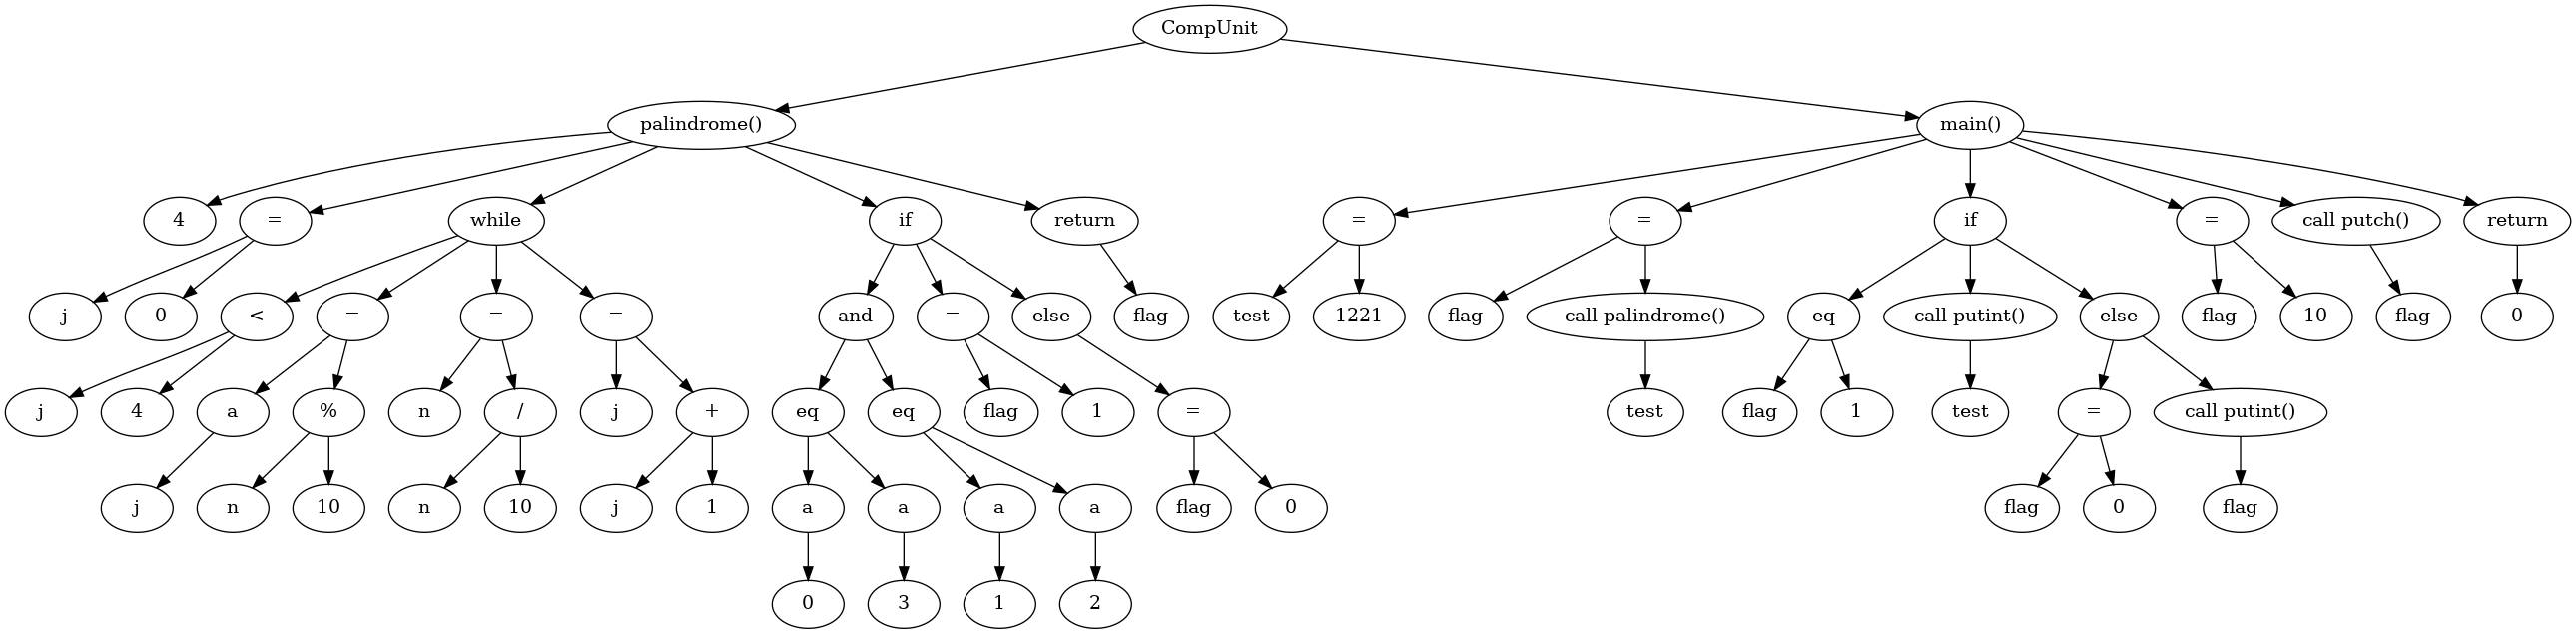 CompUnit
palindrome() main()
4 = while if return = = if = call putch() return
j 0 < = = = and = else flag test 1221 flag call palindrome() eq call putint() else flag 10 flag 0
j 4 a % n / j + eq eq flag 1 = test flag 1 test = call putint()
j n 10 n 10 j 1 a a a a flag 0 flag 0 flag
0 3 1 2